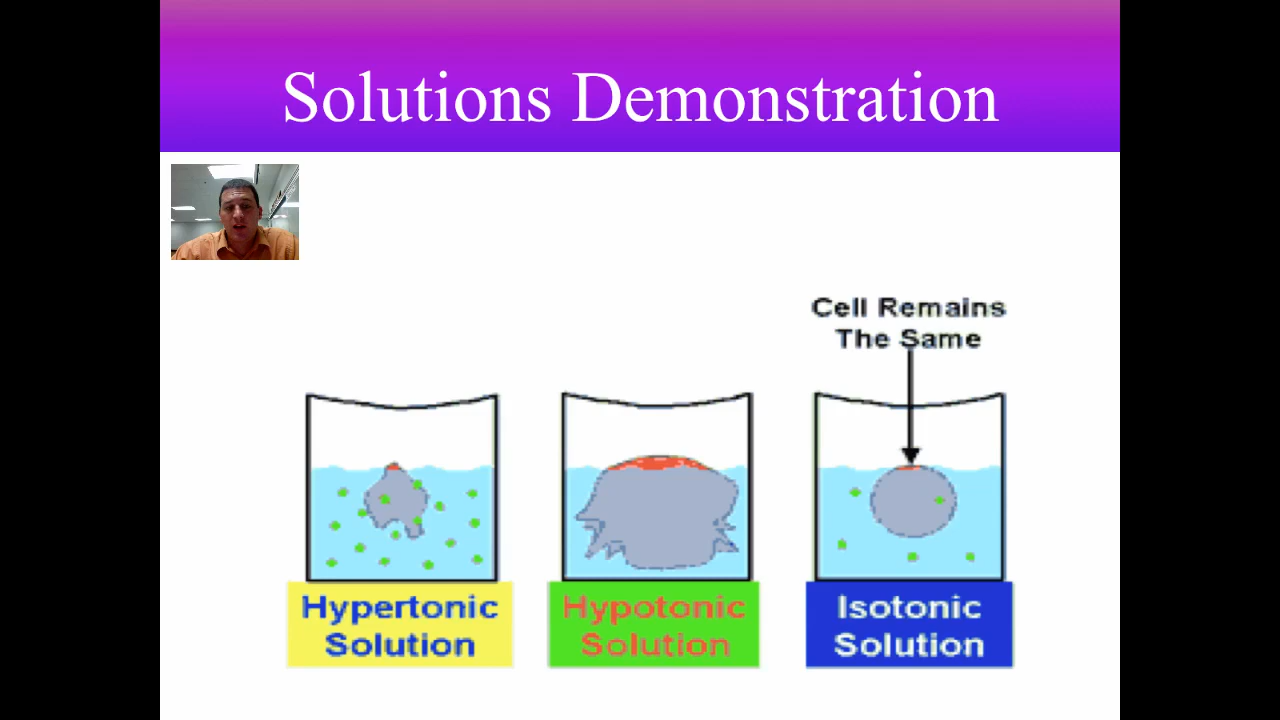 Solutions Demonstration
Cell Remains
The Same
Hypertonic
Solution
Hypotonic
Solution
Isotonic
Solution